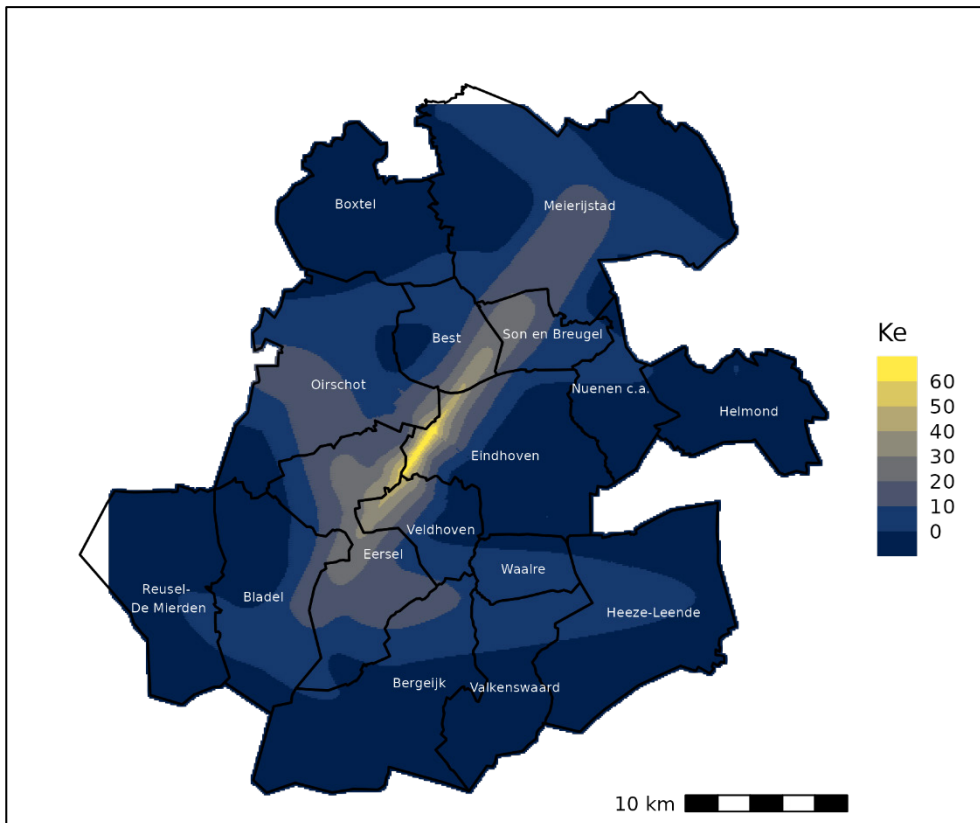 Boxtel
Meierijstad
Best
Son en Breugel
Ke
Oirschot
Nuenen c.a.
Helmond
Eindhoven
Veldhoven
Eersel
Waalre
Reusel-
De Mierden
Bladel
Heeze-Leende
Bergeijk
Valkenswaard
60
50
40
30
20
10
0
10 km